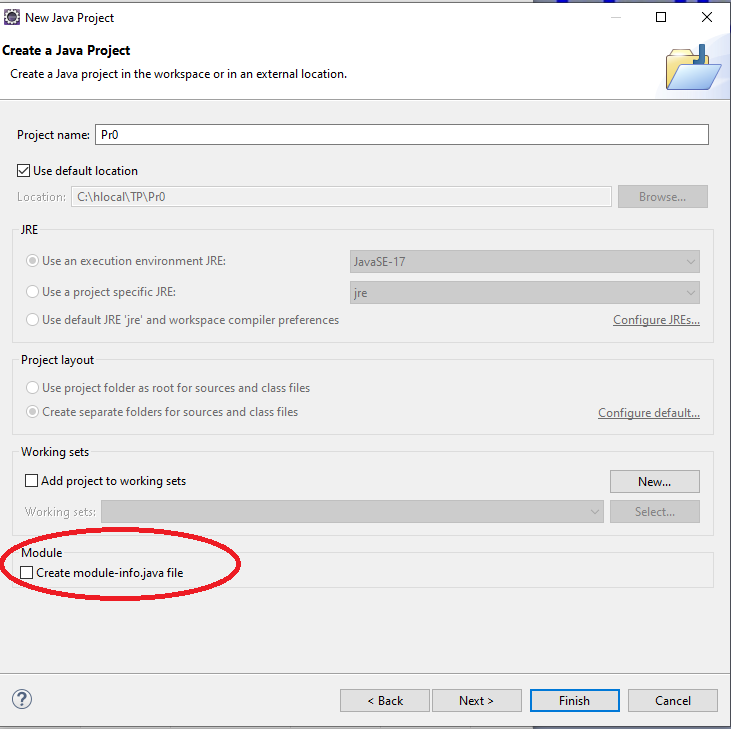 New Java Project
Create a Java Project
Create a Java project in the workspace or in an external location.
Project name: Pr0
Use default location
Location: C:\hlocal\TP\Pr0 Browse...
JRE
Use an execution environment JRE: JavaSE-17
Use a project specific JRE: jre
Use default JRE 'jre' and workspace compiler preferences Configure JREs...
Project layout
Use project folder as root for sources and class files
Create separate folders for sources and class files Configure default...
Working sets
Add project to working sets New...
Working sets: Select...
Module
Create module-info.java file
? < Back Next > Finish Cancel